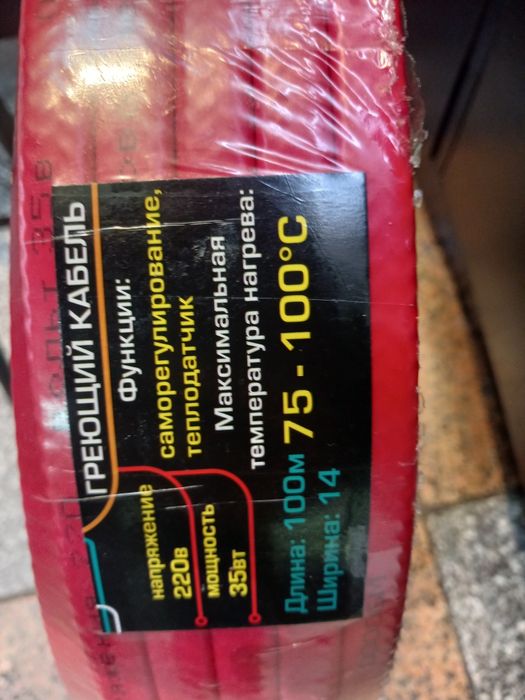 ГРЕЮЩИЙ КАБЕЛЬ
Функции:
саморегулирование,
теплодатчик
Максимальная
температура нагрева:
75 - 100°С
напряжение
220в
мощность
35вт
Длина: 100м
Ширина: 14